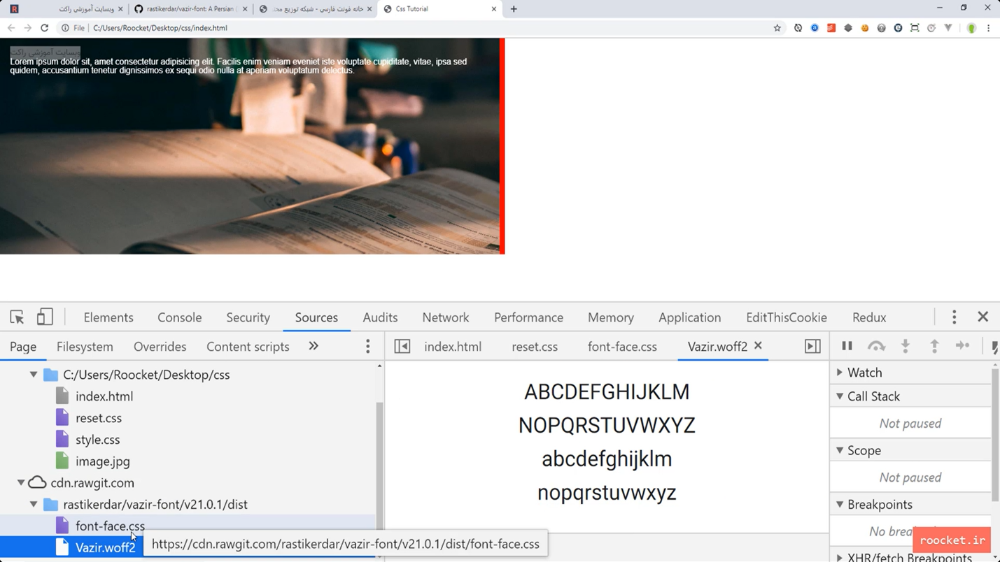 وبسایت آموزشی راکت
rastikerdar/vazir-font: A Persian
خانه فونت فارسی - شبکه توزیع مح
Css Tutorial
File
C:/Users/Roocket/Desktop/css/index.html
وبسایت آموزشی راکت
Lorem ipsum dolor sit, amet consectetur adipisicing elit. Facilis enim veniam eveniet iste voluptate cupiditate, vitae, ipsa sed
quidem, accusantium tenetur dignissimos ex sequi odio nulla at aperiam voluptatum delectus.
Elements Console Security Sources Audits Network Performance Memory Application EditThisCookie Redux
Page Filesystem Overrides Content scripts »
index.html reset.css font-face.css Vazir.woff2
C:/Users/Roocket/Desktop/css
index.html
reset.css
style.css
image.jpg
cdn.rawgit.com
rastikerdar/vazir-font/v21.0.1/dist
font-face.css
Vazir.woff2
https://cdn.rawgit.com/rastikerdar/vazir-font/v21.0.1/dist/font-face.css
ABCDEFGHIJKLM
NOPQRSTUVWXYZ
abcdefghijklm
nopqrstuvwxyz
Watch
Call Stack
Not paused
Scope
Not paused
Breakpoints
No
roocket.ir
XHR/fetch Breakpoints